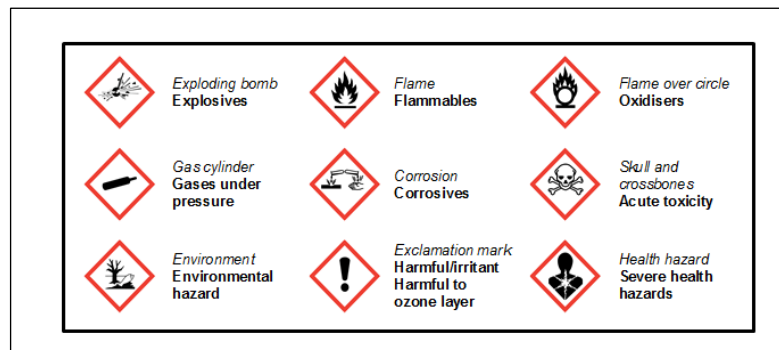 Exploding bomb
Explosives
Flame
Flammables
Flame over circle
Oxidisers
Gas cylinder
Gases under
pressure
Corrosion
Corrosives
Skull and
crossbones
Acute toxicity
Environment
Environmental
hazard
Exclamation mark
Harmful/irritant
Harmful to
ozone layer
Health hazard
Severe health
hazards